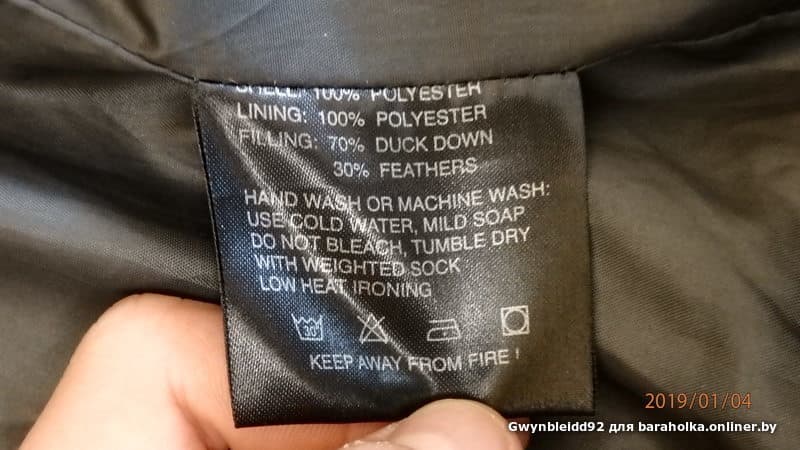 SHELL: 100% POLYESTER
LINING: 100% POLYESTER
FILLING: 70% DUCK DOWN
30% FEATHERS
HAND WASH OR MACHINE WASH:
USE COLD WATER, MILD SOAP
DO NOT BLEACH, TUMBLE DRY
WITH WEIGHTED SOCK
LOW HEAT IRONING
30°
KEEP AWAY FROM FIRE !
2019/01/04
Gwynbleidd92 для baraholka.onliner.by